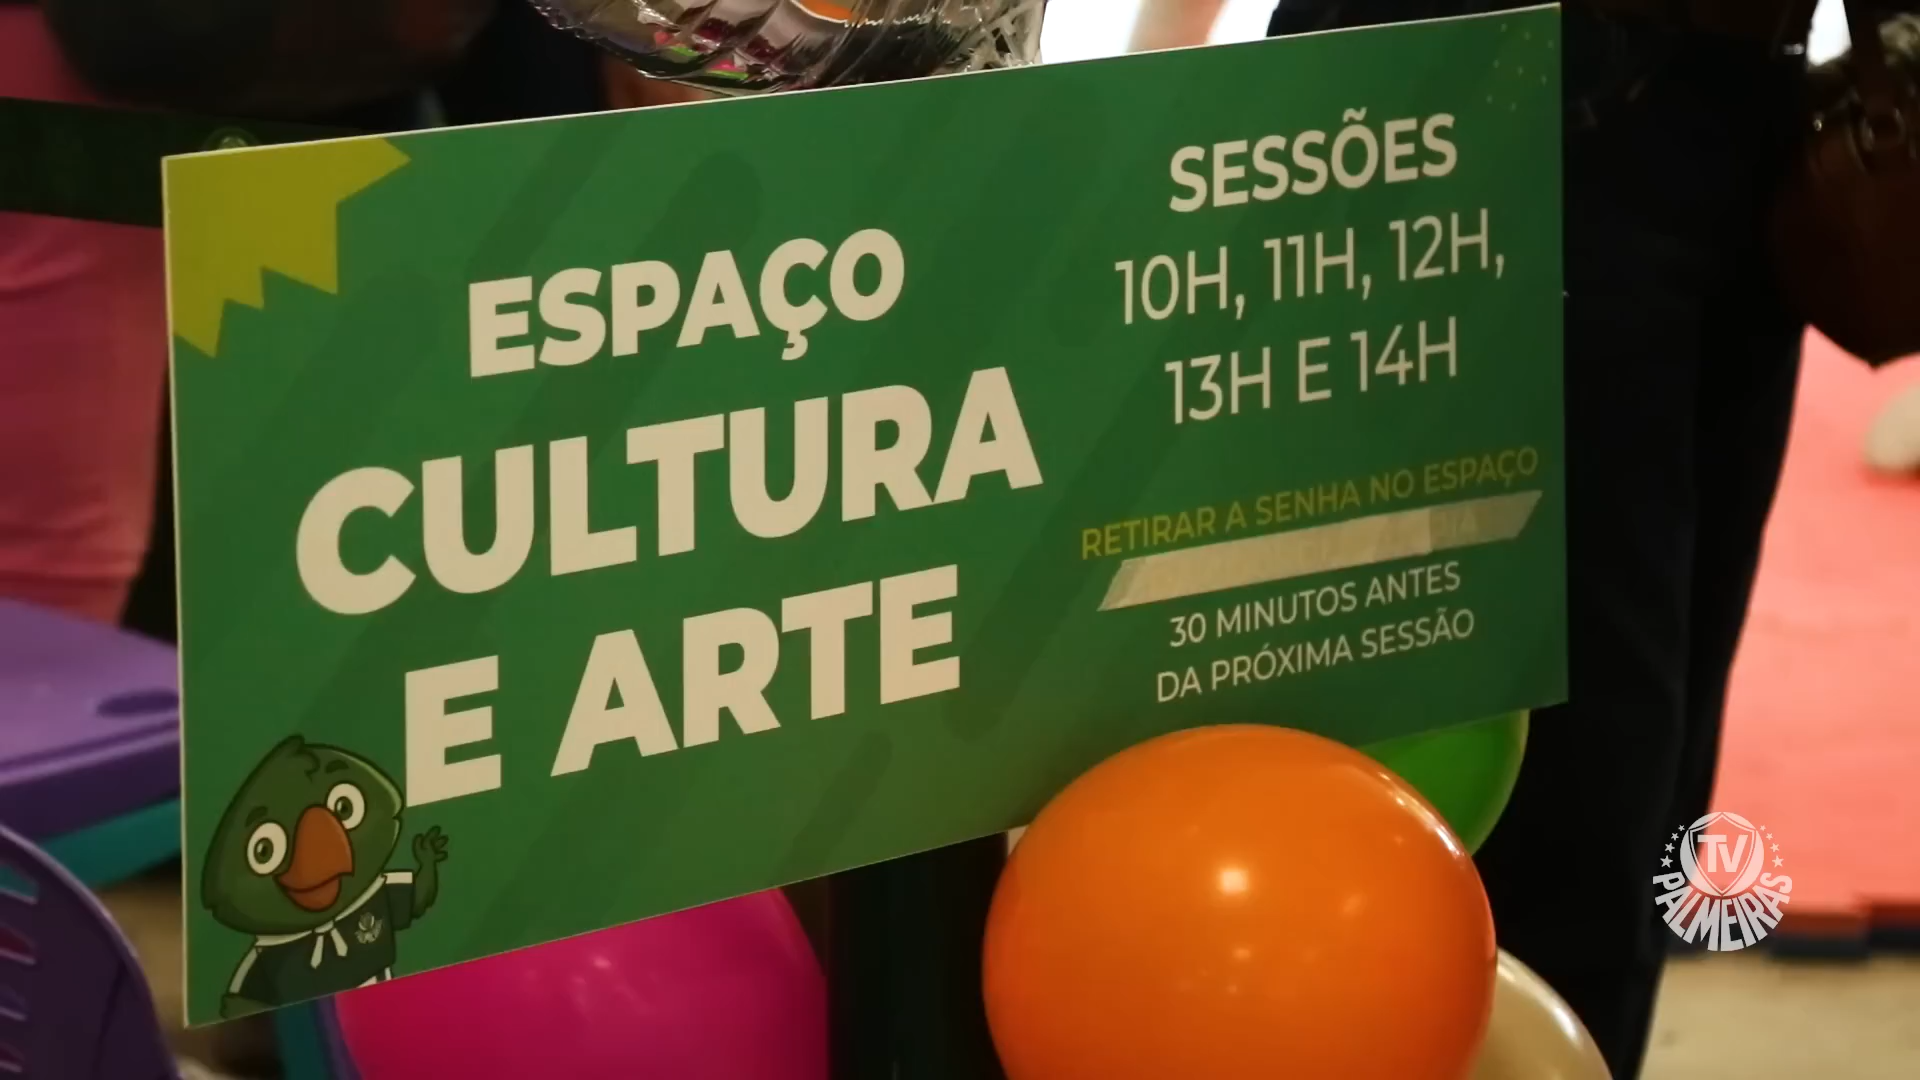 ESPAÇO
CULTURA
E ARTE
SESSÕES
10H, 11H, 12H,
13H E 14H
RETIRAR A SENHA NO ESPAÇO
30 MINUTOS ANTES
DA PRÓXIMA SESSÃO
TV
PALMEIRAS